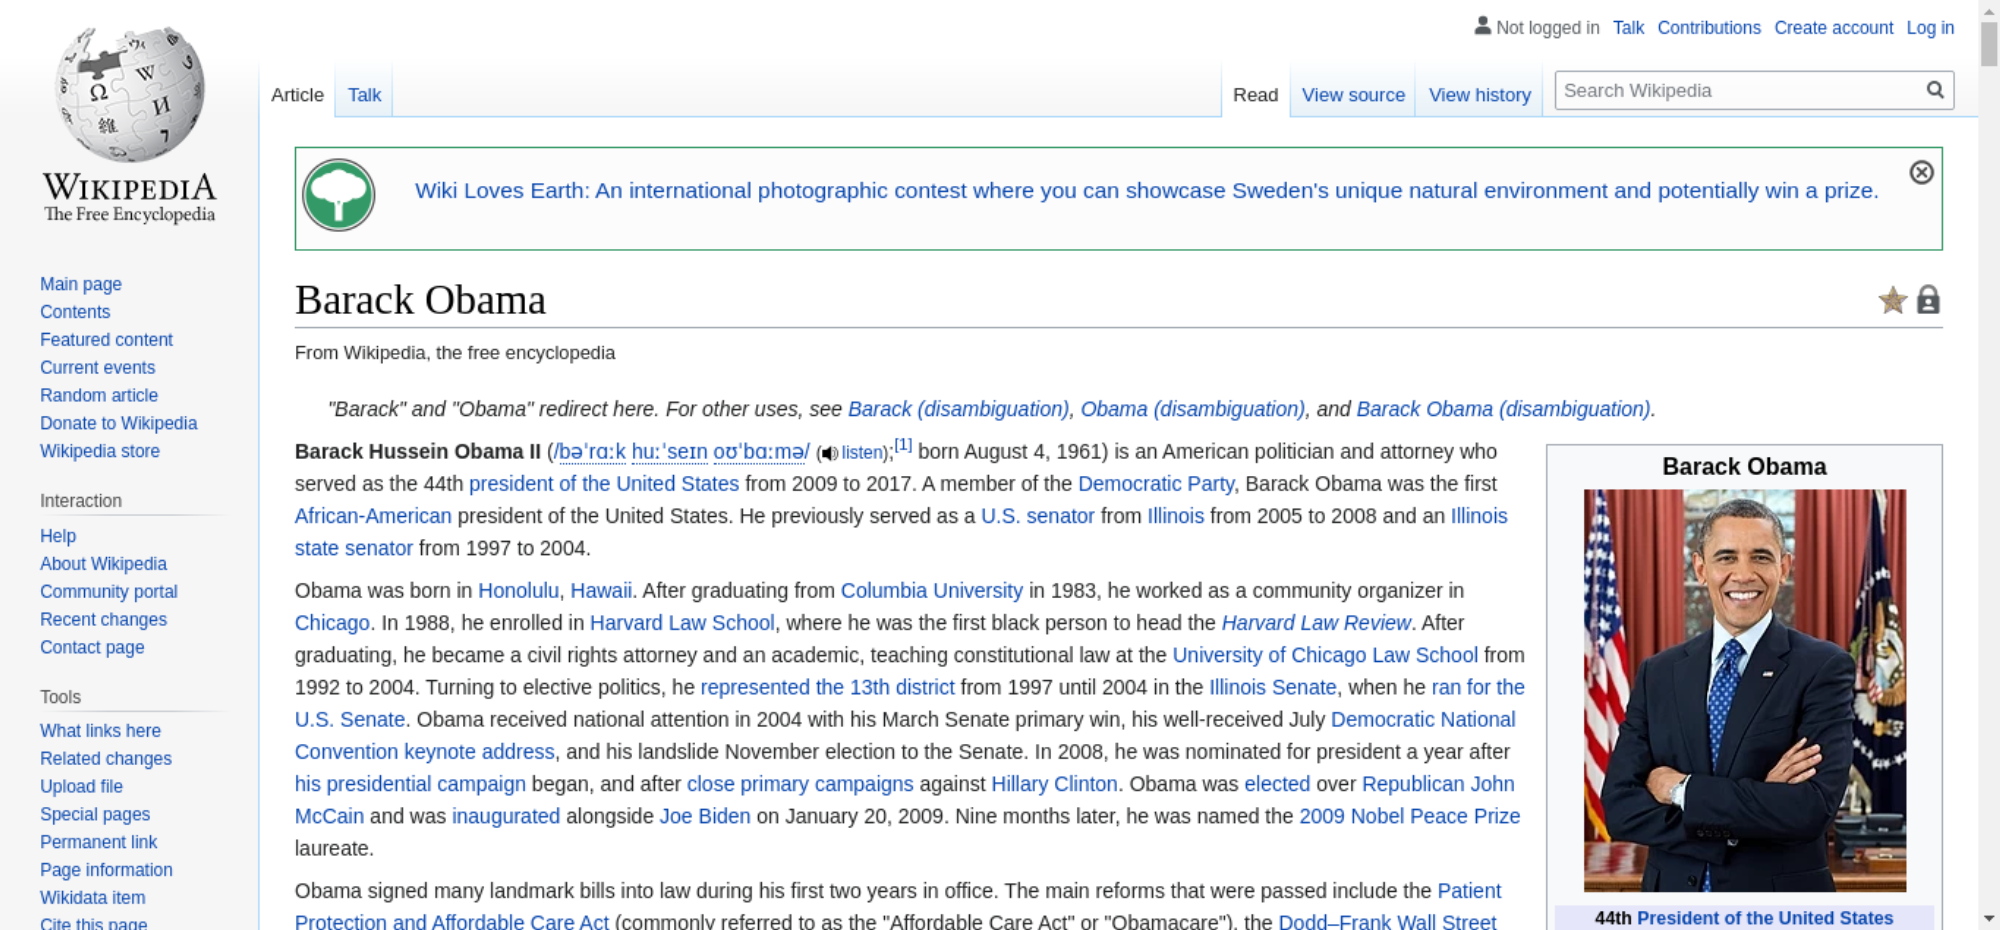 Not logged in Talk Contributions Create account Log in
Article Talk Read View source View history Search Wikipedia
WIKIPEDIA
The Free Encyclopedia
Main page
Contents
Featured content
Current events
Random article
Donate to Wikipedia
Wikipedia store
Interaction
Help
About Wikipedia
Community portal
Recent changes
Contact page
Tools
What links here
Related changes
Upload file
Special pages
Permanent link
Page information
Wikidata item
Cite this page
Wiki Loves Earth: An international photographic contest where you can showcase Sweden's unique natural environment and potentially win a prize.
Barack Obama
From Wikipedia, the free encyclopedia
"Barack" and "Obama" redirect here. For other uses, see Barack (disambiguation), Obama (disambiguation), and Barack Obama (disambiguation).
Barack Hussein Obama II (/bəˈrɑːk huːˈseɪn oʊˈbɑːmə/ (listen);[1] born August 4, 1961) is an American politician and attorney who
served as the 44th president of the United States from 2009 to 2017. A member of the Democratic Party, Barack Obama was the first
African-American president of the United States. He previously served as a U.S. senator from Illinois from 2005 to 2008 and an Illinois
state senator from 1997 to 2004.
Obama was born in Honolulu, Hawaii. After graduating from Columbia University in 1983, he worked as a community organizer in
Chicago. In 1988, he enrolled in Harvard Law School, where he was the first black person to head the Harvard Law Review. After
graduating, he became a civil rights attorney and an academic, teaching constitutional law at the University of Chicago Law School from
1992 to 2004. Turning to elective politics, he represented the 13th district from 1997 until 2004 in the Illinois Senate, when he ran for the
U.S. Senate. Obama received national attention in 2004 with his March Senate primary win, his well-received July Democratic National
Convention keynote address, and his landslide November election to the Senate. In 2008, he was nominated for president a year after
his presidential campaign began, and after close primary campaigns against Hillary Clinton. Obama was elected over Republican John
McCain and was inaugurated alongside Joe Biden on January 20, 2009. Nine months later, he was named the 2009 Nobel Peace Prize
laureate.
Obama signed many landmark bills into law during his first two years in office. The main reforms that were passed include the Patient
Protection and Affordable Care Act (commonly referred to as the "Affordable Care Act" or "Obamacare"), the Dodd–Frank Wall Street
Barack Obama
44th President of the United States